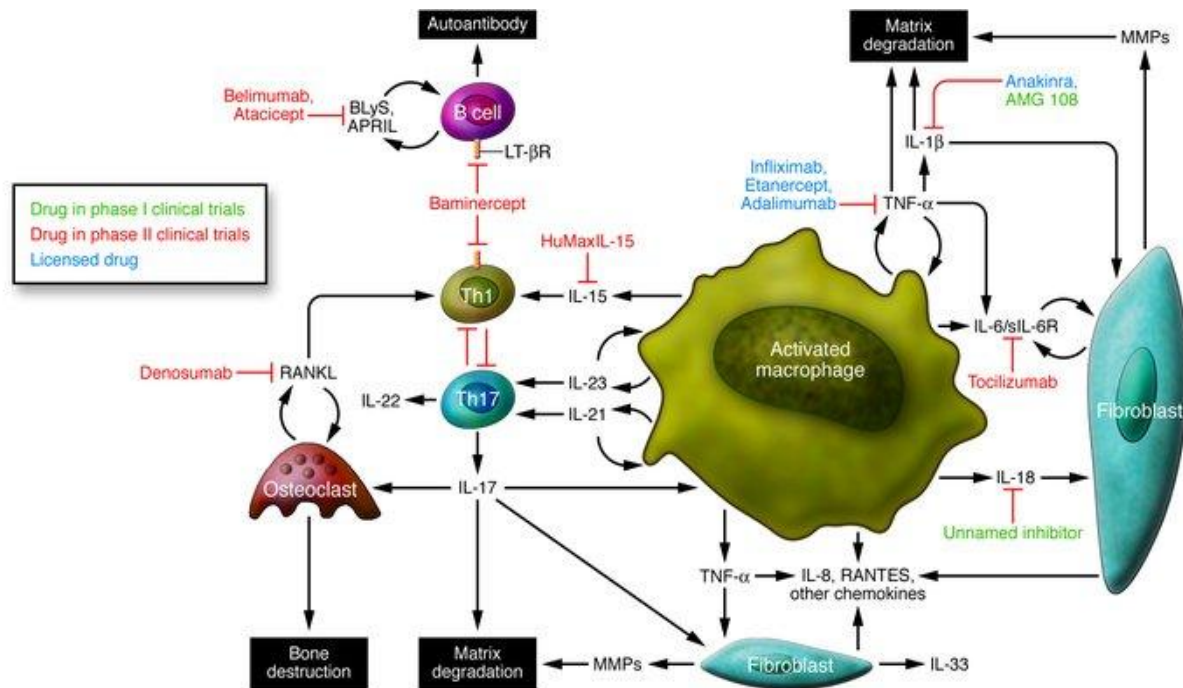 Autoantibody
Matrix
degradation
MMPs
Belimumab,
Atacicept
BLyS,
APRIL
B cell
Anakinra,
AMG 108
LT-βR
IL-1β
Infliximab,
Etanercept,
Adalimumab
TNF-α
Drug in phase I clinical trials
Drug in phase II clinical trials
Licensed drug
Baminercept
HuMaxIL-15
Th1
IL-15
IL-6/sIL-6R
Activated
macrophage
Denosumab
RANKL
IL-22
Th17
IL-23
IL-21
Tocilizumab
Fibroblast
Osteoclast
IL-17
IL-18
Unnamed inhibitor
TNF-α
IL-8, RANTES,
other chemokines
Bone
destruction
Matrix
degradation
MMPs
Fibroblast
IL-33